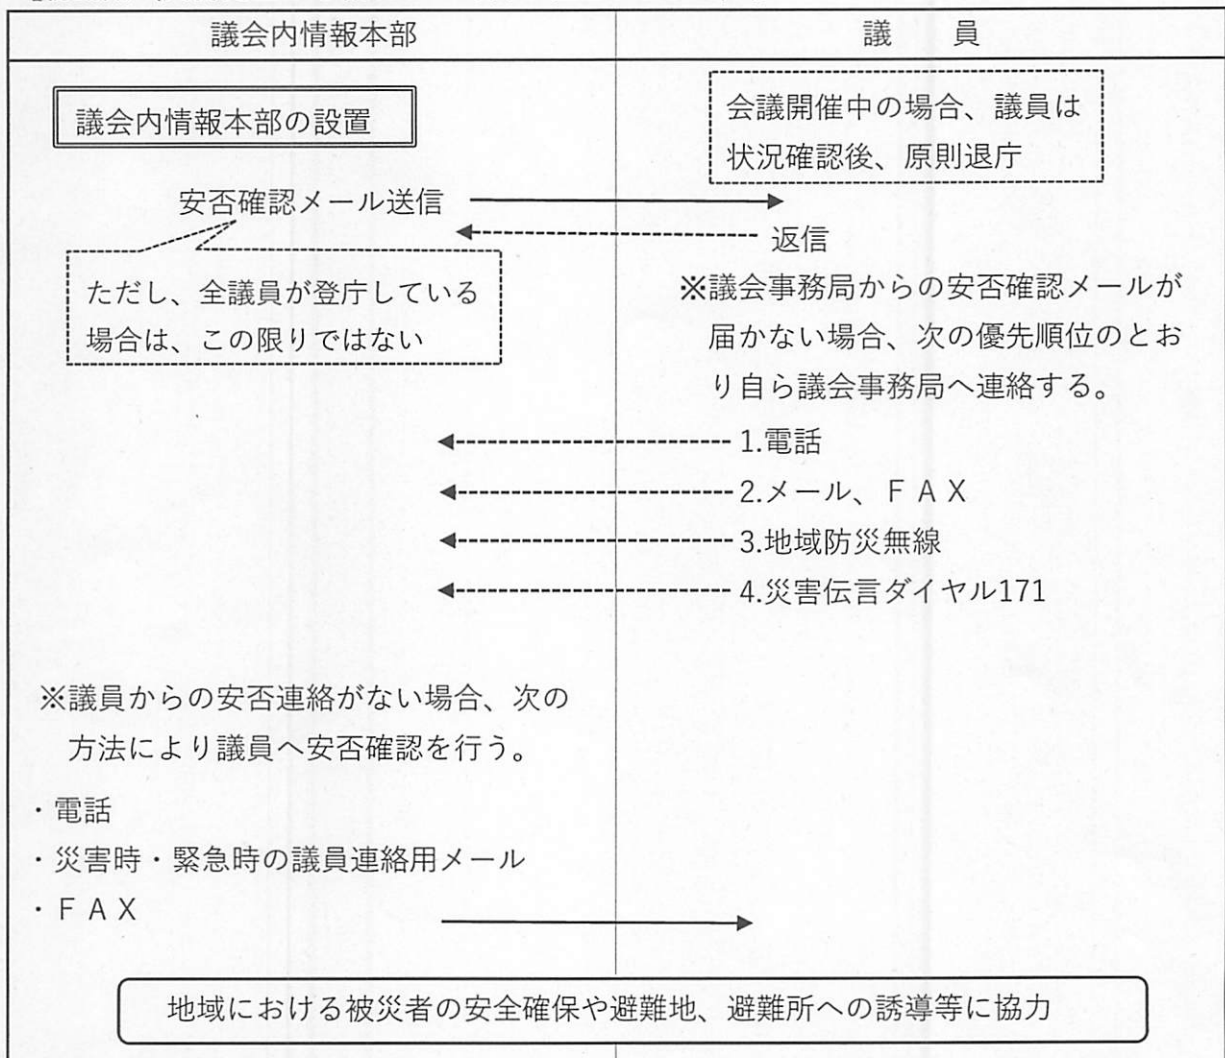 議会内情報本部
議　員
議会内情報本部の設置
会議開催中の場合、議員は
状況確認後、原則退庁
安否確認メール送信
返信
ただし、全議員が登庁している
場合は、この限りではない
※議会事務局からの安否確認メールが
届かない場合、次の優先順位のとお
り自ら議会事務局へ連絡する。
1.電話
2.メール、ＦＡＸ
3.地域防災無線
4.災害伝言ダイヤル171
※議員からの安否連絡がない場合、次の
方法により議員へ安否確認を行う。
・電話
・災害時・緊急時の議員連絡用メール
・ＦＡＸ
地域における被災者の安全確保や避難地、避難所への誘導等に協力